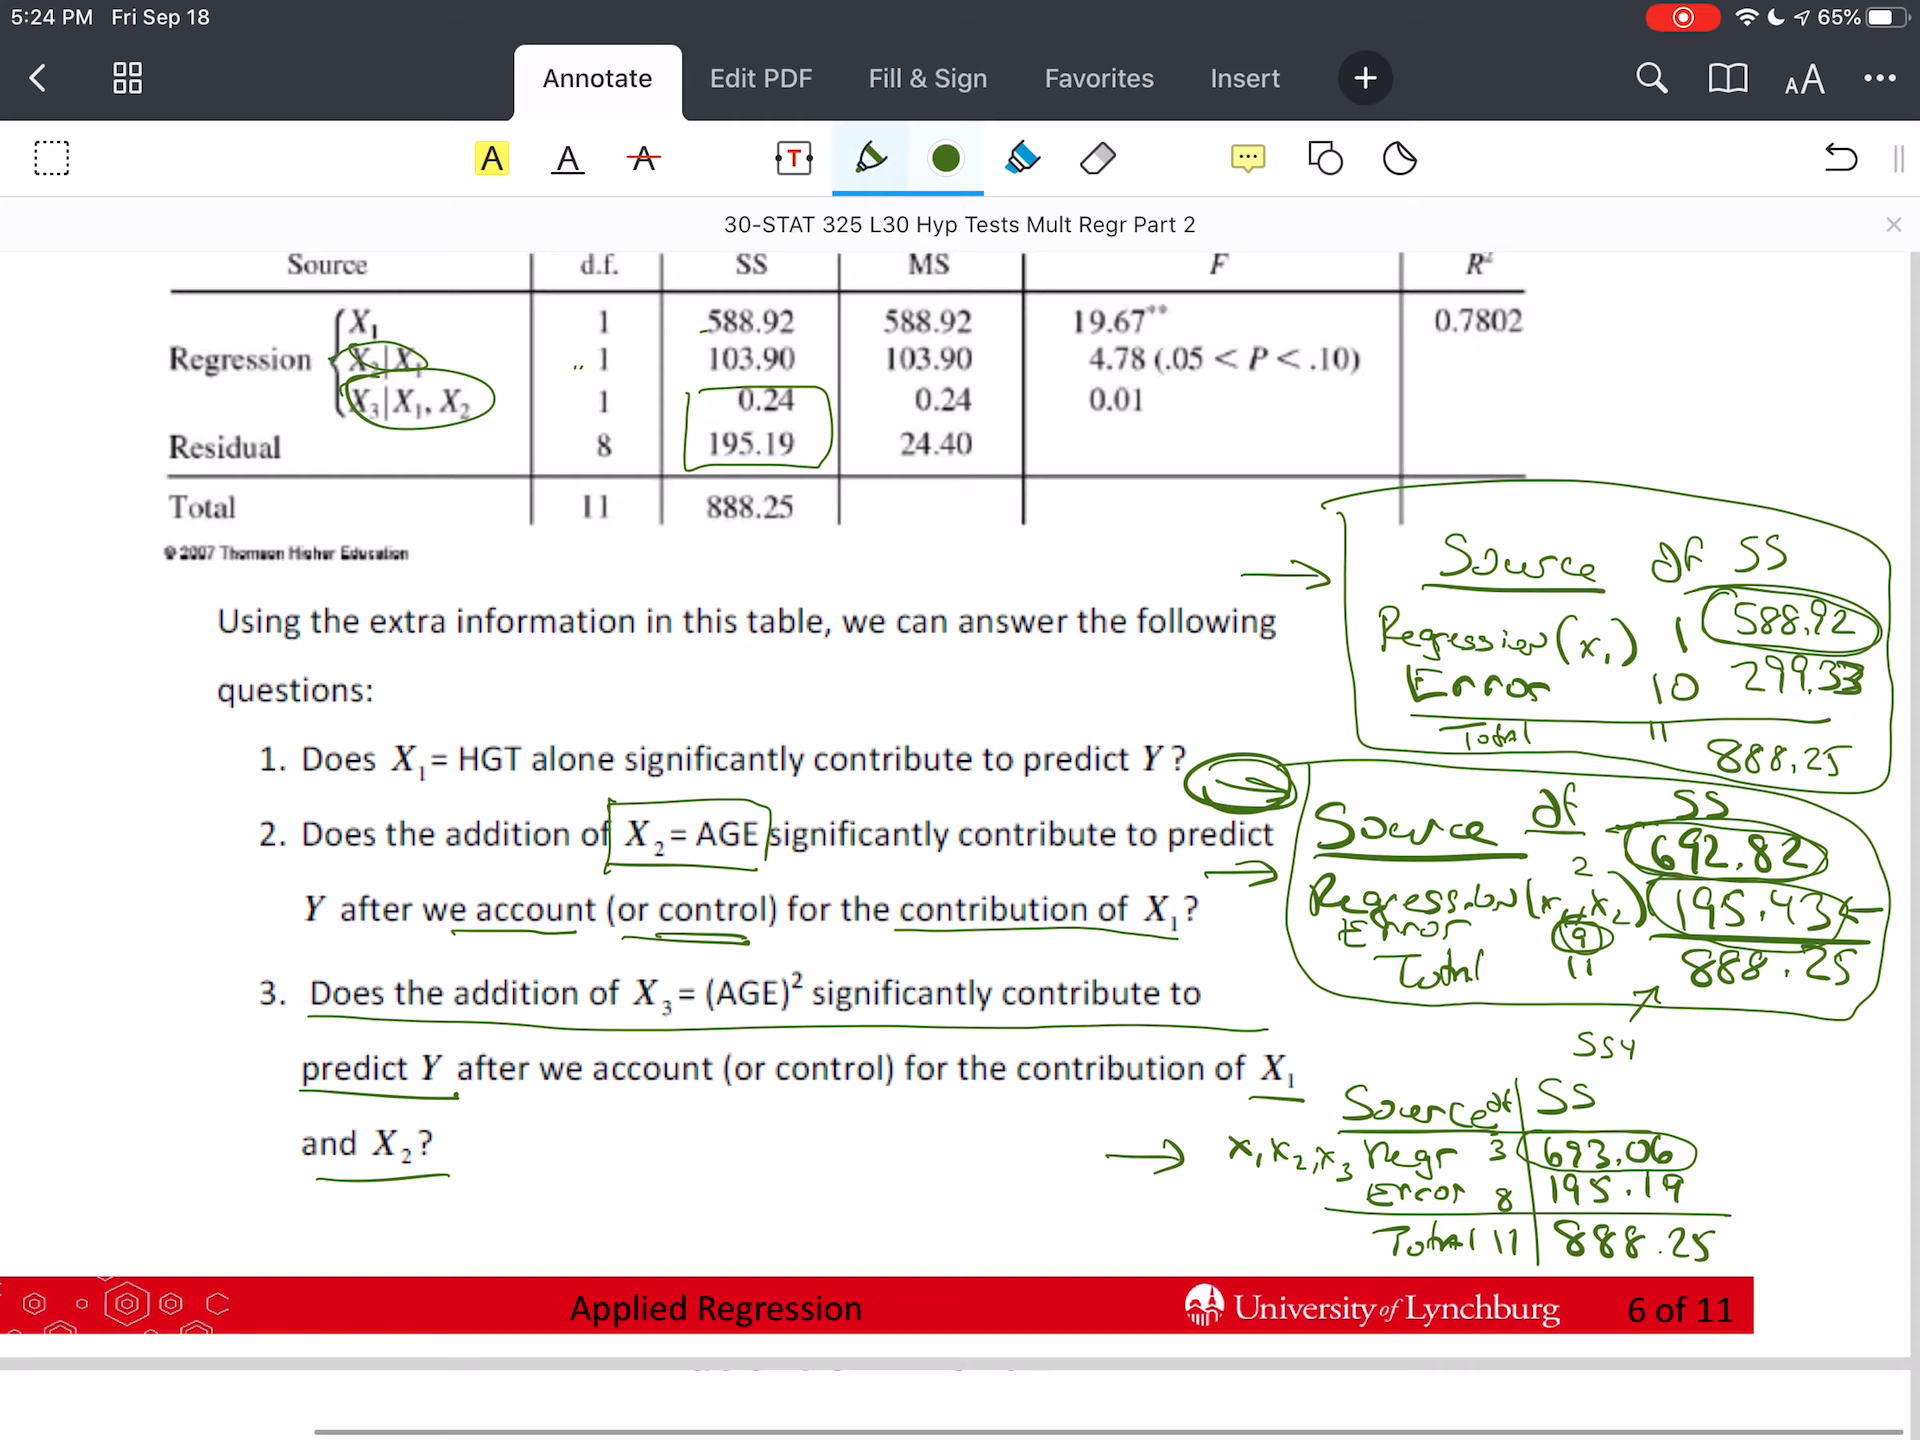 5:24 PM Fri Sep 18
65%
Annotate Edit PDF Fill & Sign Favorites Insert
AA
A A A T
30-STAT 325 L30 Hyp Tests Mult Regr Part 2
Source d.f. SS MS F R²
X₁ 1 588.92 588.92 19.67** 0.7802
Regression X₂|X₁ 1 103.90 103.90 4.78 (.05 < P < .10)
X₃|X₁, X₂ 1 0.24 0.24 0.01
Residual 8 195.19 24.40
Total 11 888.25
© 2007 Thomson Higher Education
Source df SS
Regression (x₁) 1 588.92
Error 10 299.33
Total 11 888.25
Using the extra information in this table, we can answer the following
questions:
1. Does X₁ = HGT alone significantly contribute to predict Y?
2. Does the addition of X₂ = AGE significantly contribute to predict
Y after we account (or control) for the contribution of X₁?
3. Does the addition of X₃ = (AGE)² significantly contribute to
predict Y after we account (or control) for the contribution of X₁
and X₂?
Source df SS
Regression (x₁, x₂) 2 692.82
Error 9 195.43
Total 11 888.25
SSY
Source df SS
x₁, x₂, x₃ Regr 3 693.06
Error 8 195.19
Total 11 888.25
Applied Regression
University of Lynchburg
6 of 11